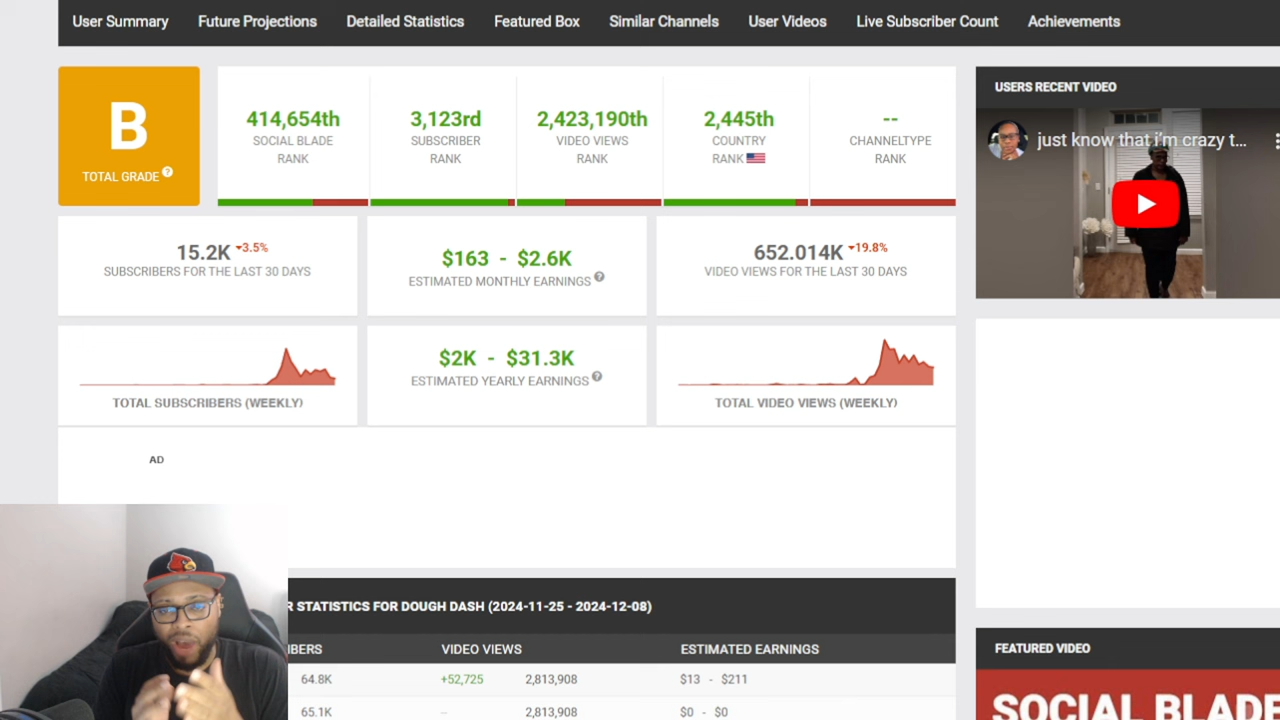 User Summary
Future Projections
Detailed Statistics
Featured Box
Similar Channels
User Videos
Live Subscriber Count
Achievements
B
TOTAL GRADE ?
414,654th
SOCIAL BLADE
RANK
3,123rd
SUBSCRIBER
RANK
2,423,190th
VIDEO VIEWS
RANK
2,445th
COUNTRY
RANK
--
CHANNELTYPE
RANK
15.2K 3.5%
SUBSCRIBERS FOR THE LAST 30 DAYS
$163 - $2.6K
ESTIMATED MONTHLY EARNINGS ?
652.014K 19.8%
VIDEO VIEWS FOR THE LAST 30 DAYS
TOTAL SUBSCRIBERS (WEEKLY)
$2K - $31.3K
ESTIMATED YEARLY EARNINGS ?
TOTAL VIDEO VIEWS (WEEKLY)
AD
R STATISTICS FOR DOUGH DASH (2024-11-25 - 2024-12-08)
IBERS
VIDEO VIEWS
ESTIMATED EARNINGS
64.8K
+52,725
2,813,908
$13 - $211
65.1K
--
2,813,908
$0 - $0
USERS RECENT VIDEO
just know that i'm crazy t...
FEATURED VIDEO
SOCIAL BLADE